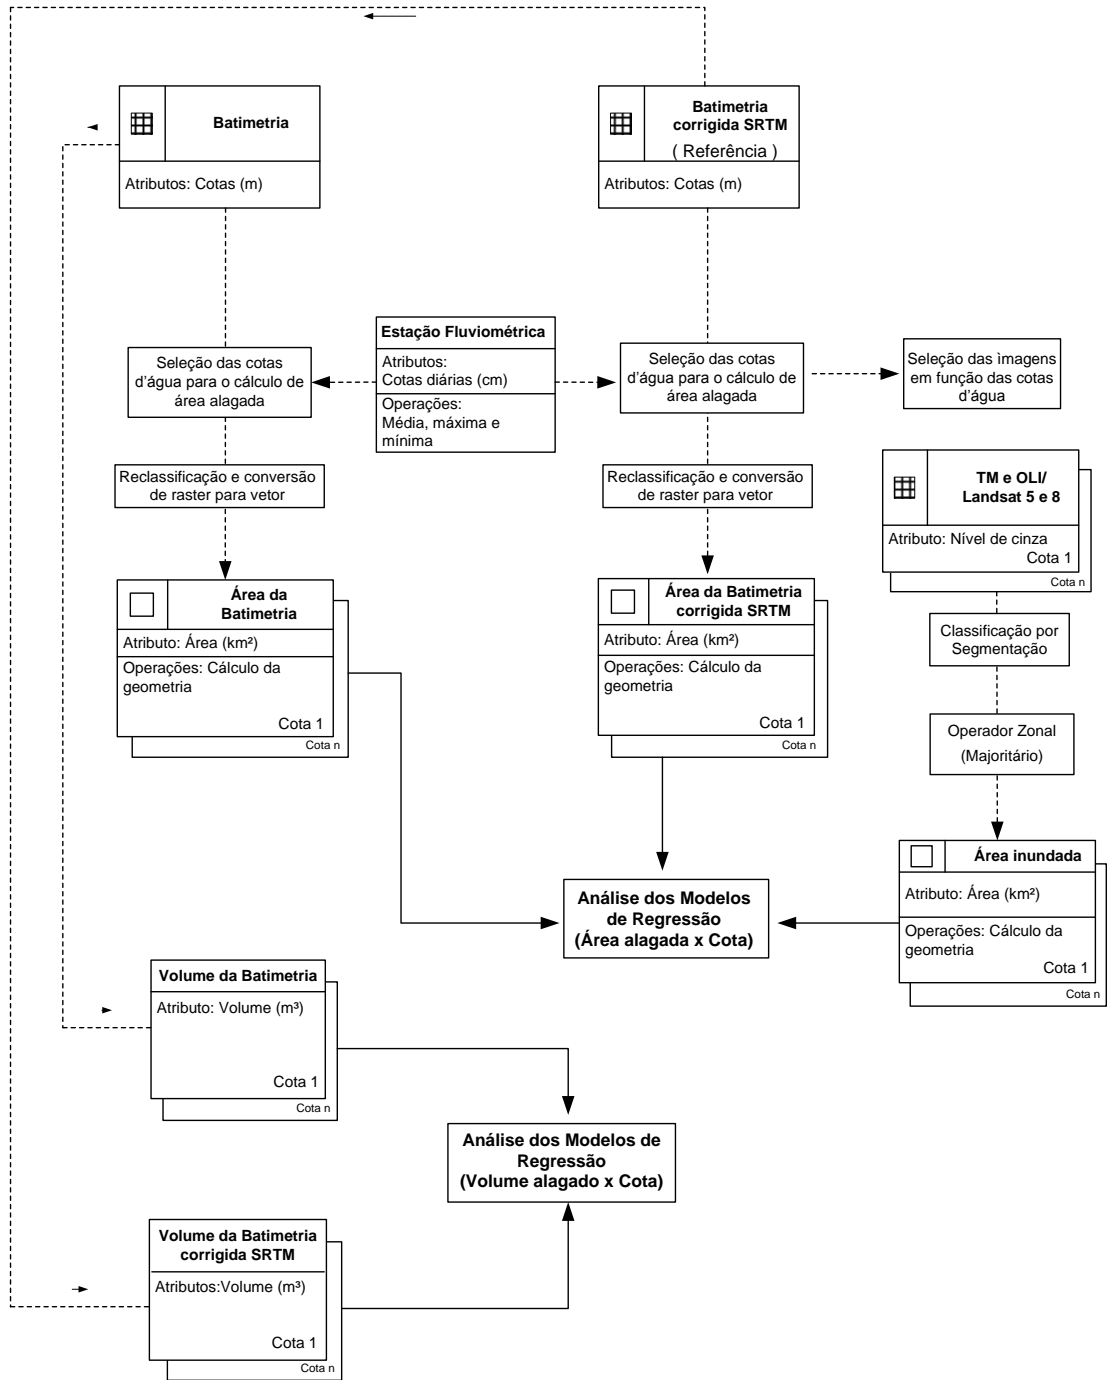 Batimetria
Atributos: Cotas (m)
Batimetria
corrigida SRTM
( Referência )
Atributos: Cotas (m)
Estação Fluviométrica
Atributos:
Cotas diárias (cm)
Operações:
Média, máxima e
mínima
Seleção das cotas
d'água para o cálculo de
área alagada
Seleção das cotas
d'água para o cálculo de
área alagada
Seleção das ìmagens
em função das cotas
d'água
Reclassificação e conversão
de raster para vetor
Reclassificação e conversão
de raster para vetor
TM e OLI/
Landsat 5 e 8
Atributo: Nível de cinza
Cota 1
Cota n
Área da
Batimetria
Atributo: Área (km²)
Operações: Cálculo da
geometria
Cota 1
Cota n
Área da Batimetria
corrigida SRTM
Atributo: Área (km²)
Operações: Cálculo da
geometria
Cota 1
Cota n
Classificação por
Segmentação
Operador Zonal
(Majoritário)
Área inundada
Atributo: Área (km²)
Operações: Cálculo da
geometria
Cota 1
Cota n
Análise dos Modelos
de Regressão
(Área alagada x Cota)
Volume da Batimetria
Atributo: Volume (m³)
Cota 1
Cota n
Análise dos Modelos de
Regressão
(Volume alagado x Cota)
Volume da Batimetria
corrigida SRTM
Atributos:Volume (m³)
Cota 1
Cota n